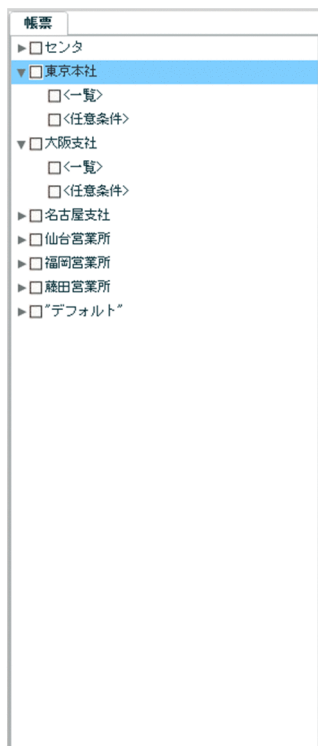 帳票
センタ
東京本社
<一覧>
<任意条件>
大阪支社
<一覧>
<任意条件>
名古屋支社
仙台営業所
福岡営業所
藤田営業所
"デフォルト"